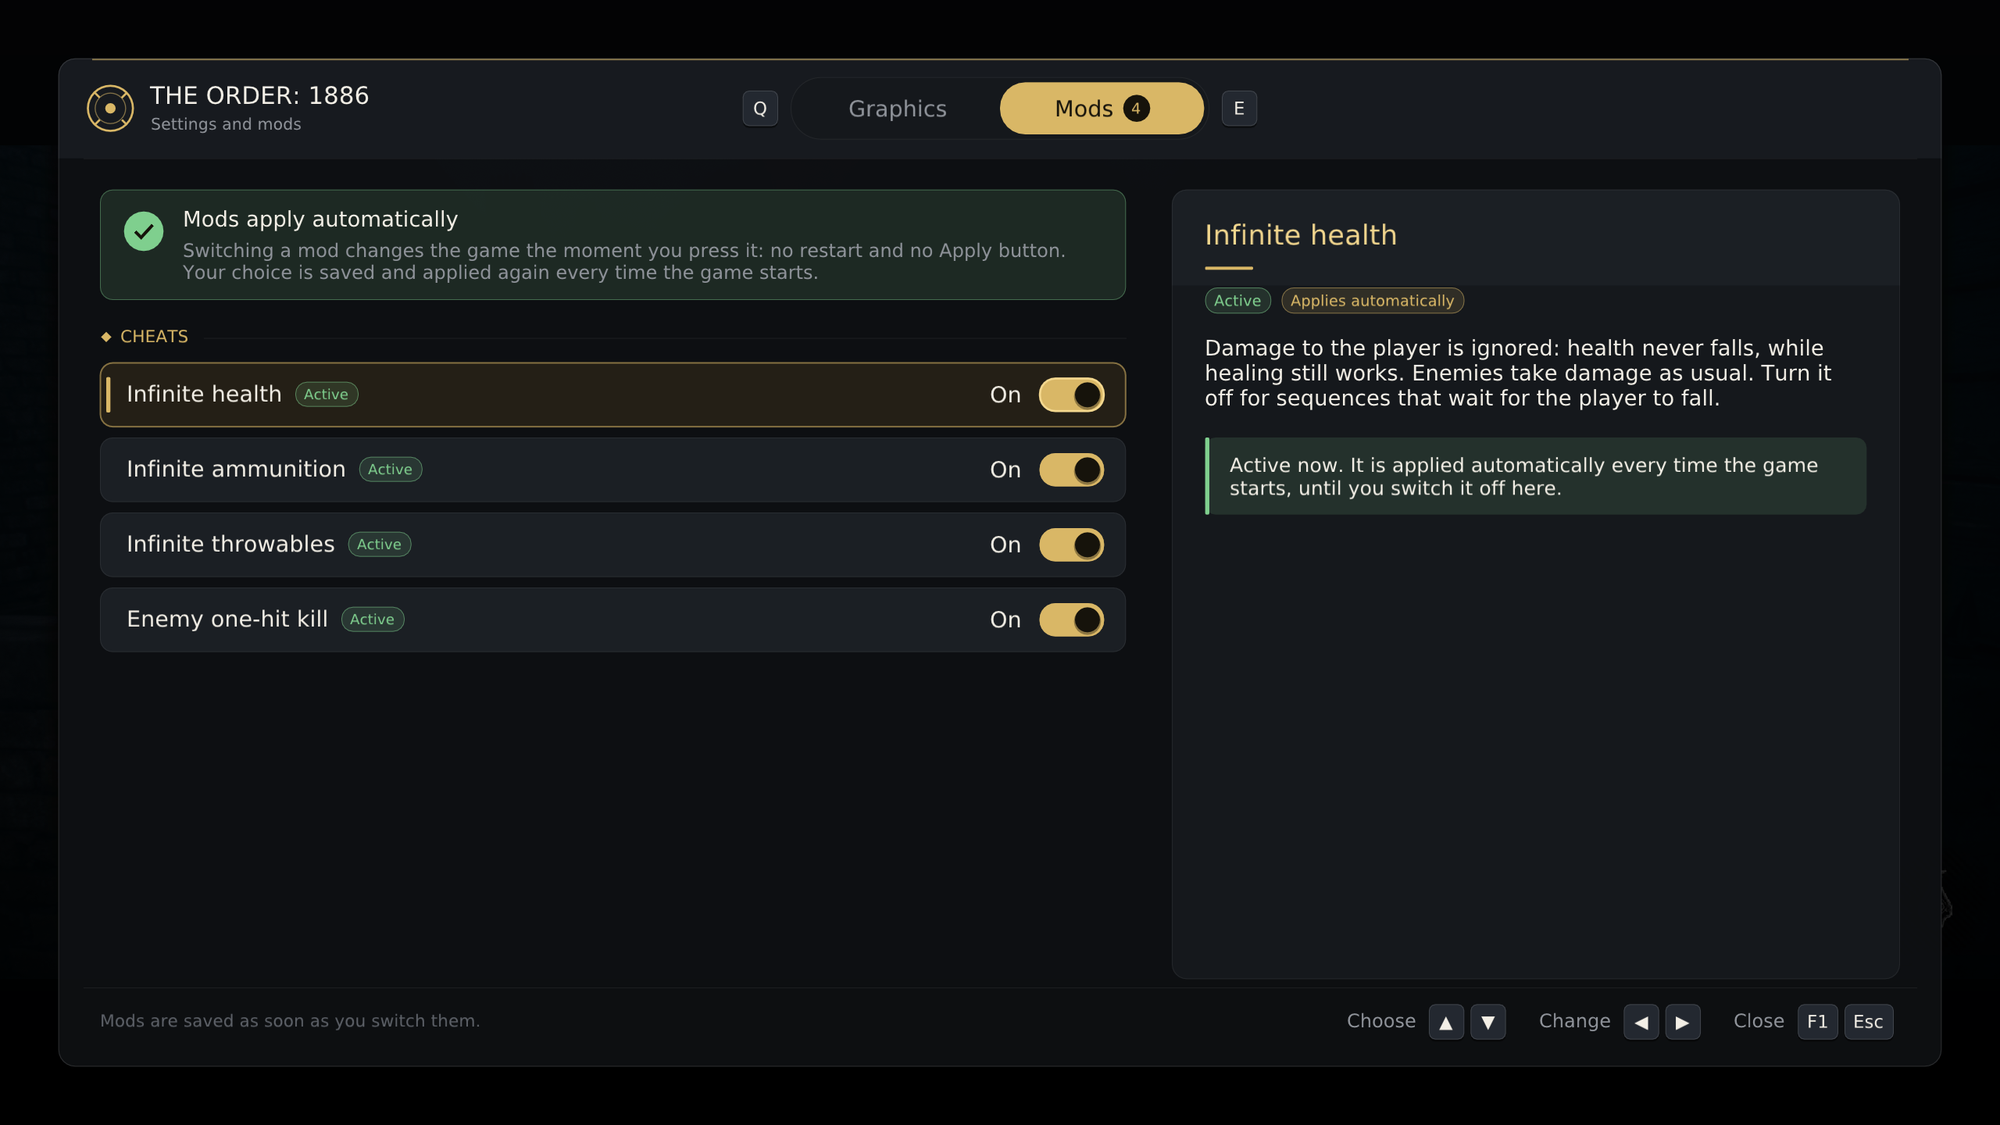 THE ORDER: 1886
Settings and mods
Q
Graphics
Mods 4
E
Mods apply automatically
Switching a mod changes the game the moment you press it: no restart and no Apply button.
Your choice is saved and applied again every time the game starts.
CHEATS
Infinite health Active On
Infinite ammunition Active On
Infinite throwables Active On
Enemy one-hit kill Active On
Infinite health
Active Applies automatically
Damage to the player is ignored: health never falls, while
healing still works. Enemies take damage as usual. Turn it
off for sequences that wait for the player to fall.
Active now. It is applied automatically every time the game
starts, until you switch it off here.
Mods are saved as soon as you switch them.
Choose ▲ ▼ Change ◀ ▶ Close F1 Esc